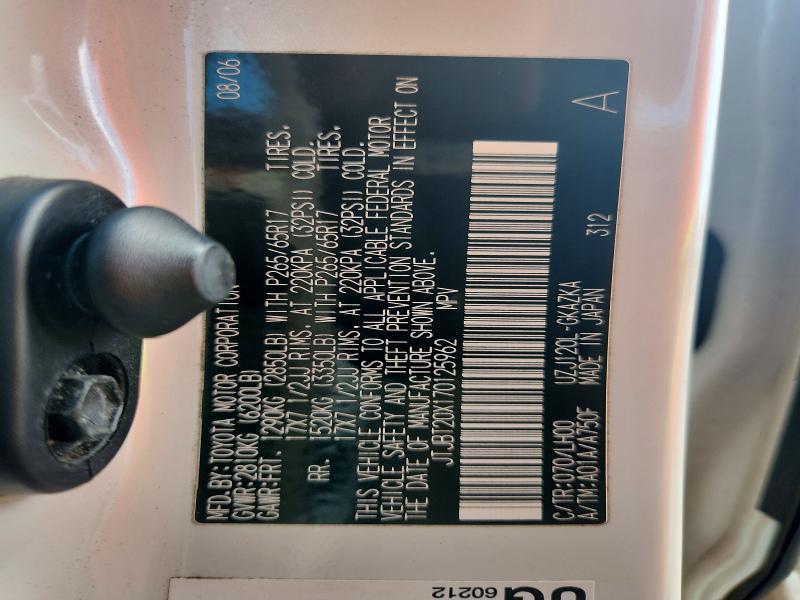 MFD.BY:TOYOTA MOTOR CORPORATION 08/06
GVWR:2810KG (6200LB)
GAWR:FRT. 1290KG (2850LB) WITH P265/65R17 TIRES,
17X7 1/2JJ RIMS, AT 220KPA (32PSI) COLD.
RR. 1520KG (3350LB) WITH P265/65R17 TIRES,
17X7 1/2JJ RIMS, AT 220KPA (32PSI) COLD.
THIS VEHICLE CONFORMS TO ALL APPLICABLE FEDERAL MOTOR
VEHICLE SAFETY AND THEFT PREVENTION STANDARDS IN EFFECT ON
THE DATE OF MANUFACTURE SHOWN ABOVE.
JTJBT20X170125962 MPV
C/TR:070/LH00 UZJ120L-GKAZKA
A/TM:A01A/A750F MADE IN JAPAN 312 A
60212